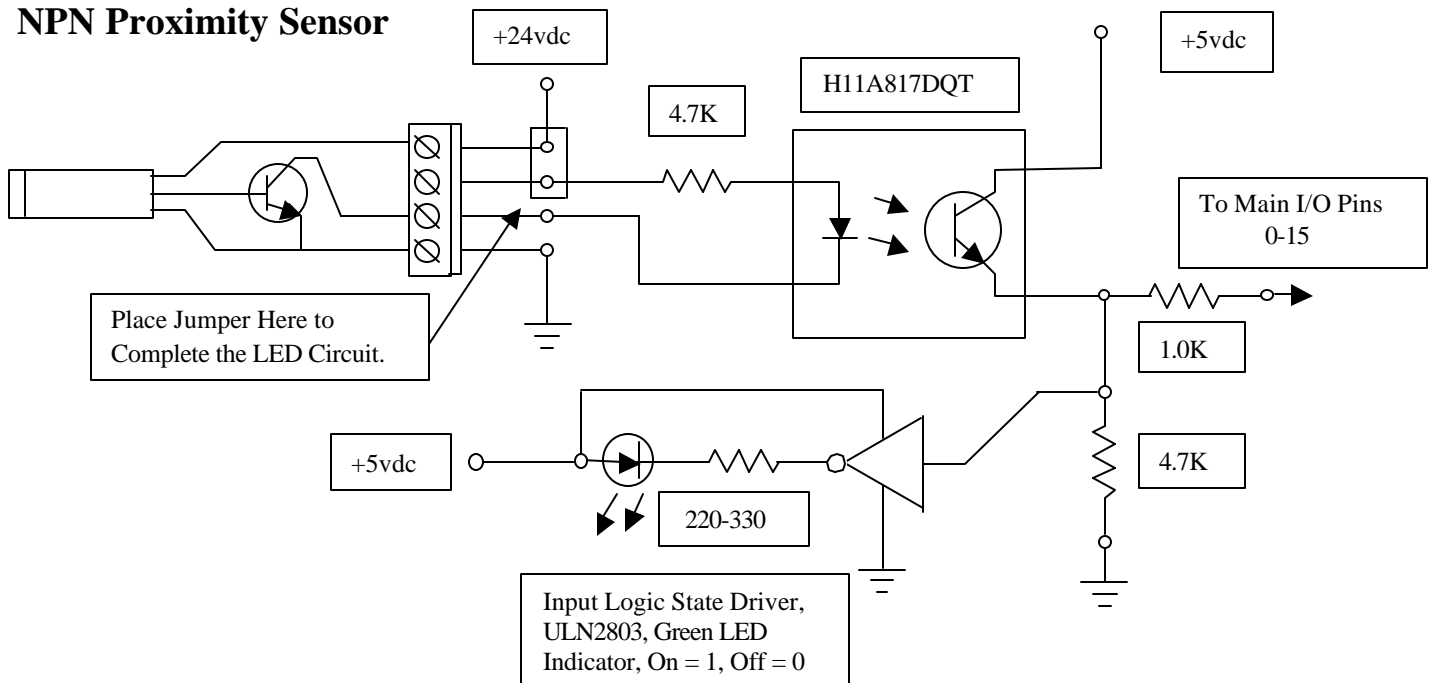 NPN Proximity Sensor
+24vdc
+5vdc
H11A817DQT
4.7K
To Main I/O Pins
0-15
Place Jumper Here to
Complete the LED Circuit.
1.0K
+5vdc
4.7K
220-330
Input Logic State Driver,
ULN2803, Green LED
Indicator, On = 1, Off = 0